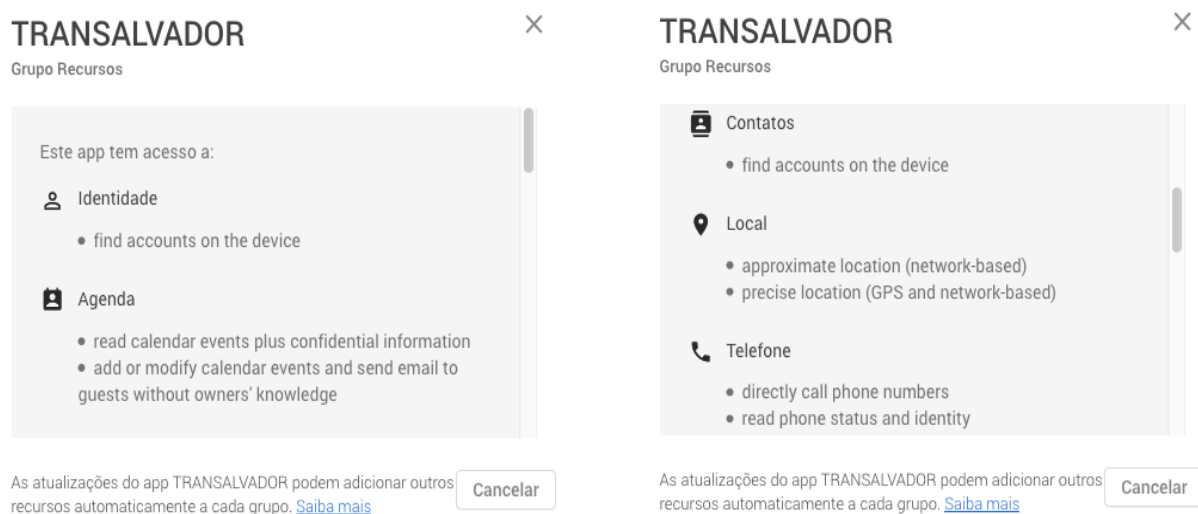 TRANSALVADOR
Grupo Recursos
Este app tem acesso a:
Identidade
• find accounts on the device
Agenda
• read calendar events plus confidential information
• add or modify calendar events and send email to
guests without owners' knowledge
As atualizações do app TRANSALVADOR podem adicionar outros
recursos automaticamente a cada grupo. Saiba mais
Cancelar
TRANSALVADOR
Grupo Recursos
Contatos
• find accounts on the device
Local
• approximate location (network-based)
• precise location (GPS and network-based)
Telefone
• directly call phone numbers
• read phone status and identity
As atualizações do app TRANSALVADOR podem adicionar outros
recursos automaticamente a cada grupo. Saiba mais
Cancelar